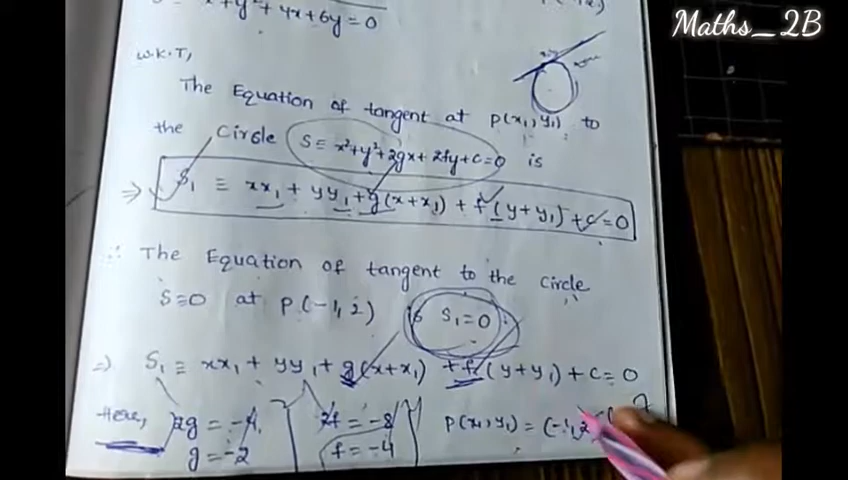 Maths_2B
x²+y²+4x+6y=0
W.K.T,
The Equation of tangent at P(x₁,y₁) to
the Circle S≡ x²+y²+2gx+2fy+c=0 is
⇒ S₁ ≡ xx₁ + yy₁ + g(x+x₁) + f(y+y₁) + c=0
∴ The Equation of tangent to the circle
S≡0 at P(-1,2) is S₁=0
⇒ S₁ ≡ xx₁ + yy₁ + g(x+x₁) + f(y+y₁) + c=0
Here, 2g = -4 2f = -8 P(x₁,y₁) = (-1,2)
g=-2 f=-4